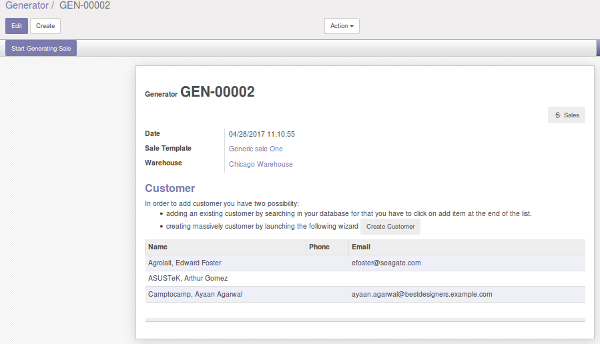 Generator / GEN-00002
Edit Create Action
Start Generating Sale
Generator GEN-00002
$ Sales
Date 04/28/2017 11:10:55
Sale Template Generic sale One
Warehouse Chicago Warehouse
Customer
In order to add customer you have two possibility:
adding an existing customer by searching in your database for that you have to click on add item at the end of the list.
creating massively customer by launching the following wizard Create Customer
Name Phone Email
Agrolait, Edward Foster efoster@seagate.com
ASUSTeK, Arthur Gomez
Camptocamp, Ayaan Agarwal ayaan.agarwal@bestdesigners.example.com